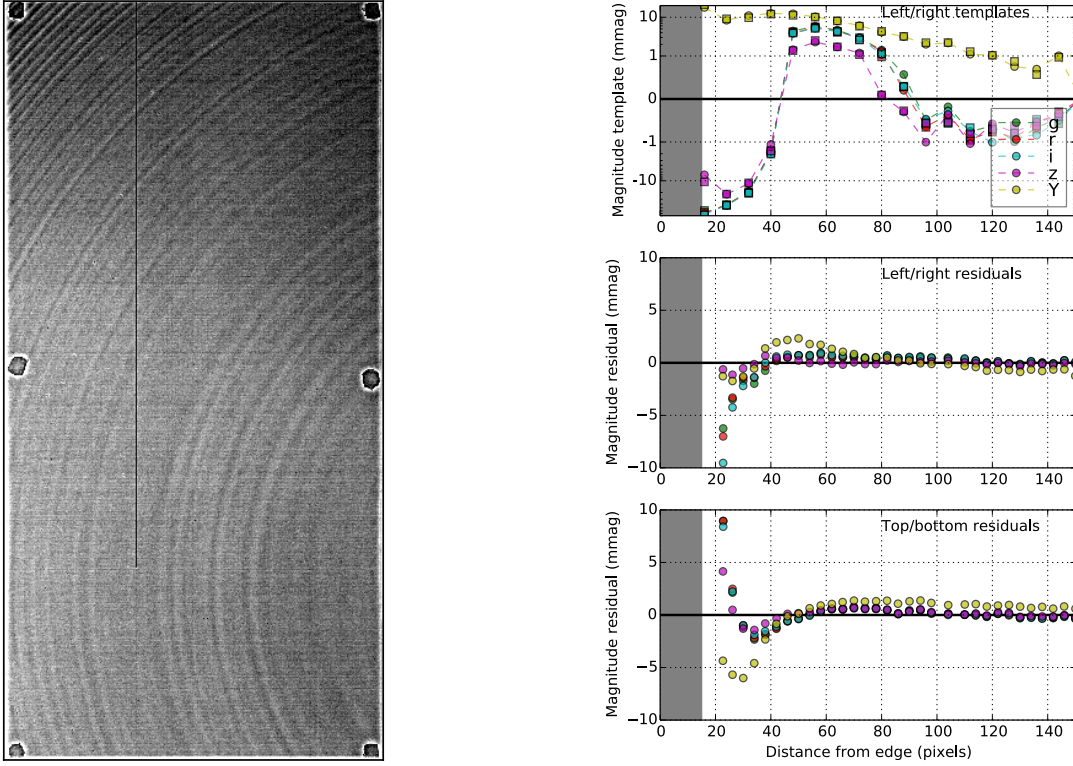 Left/right templates
Magnitude template (mmag)
10
1
0
-1
-10
g
r
i
z
Y
0 20 40 60 80 100 120 140
Left/right residuals
Magnitude residual (mmag)
10
5
0
−5
−10
0 20 40 60 80 100 120 140
Top/bottom residuals
Magnitude residual (mmag)
10
5
0
−5
−10
0 20 40 60 80 100 120 140
Distance from edge (pixels)